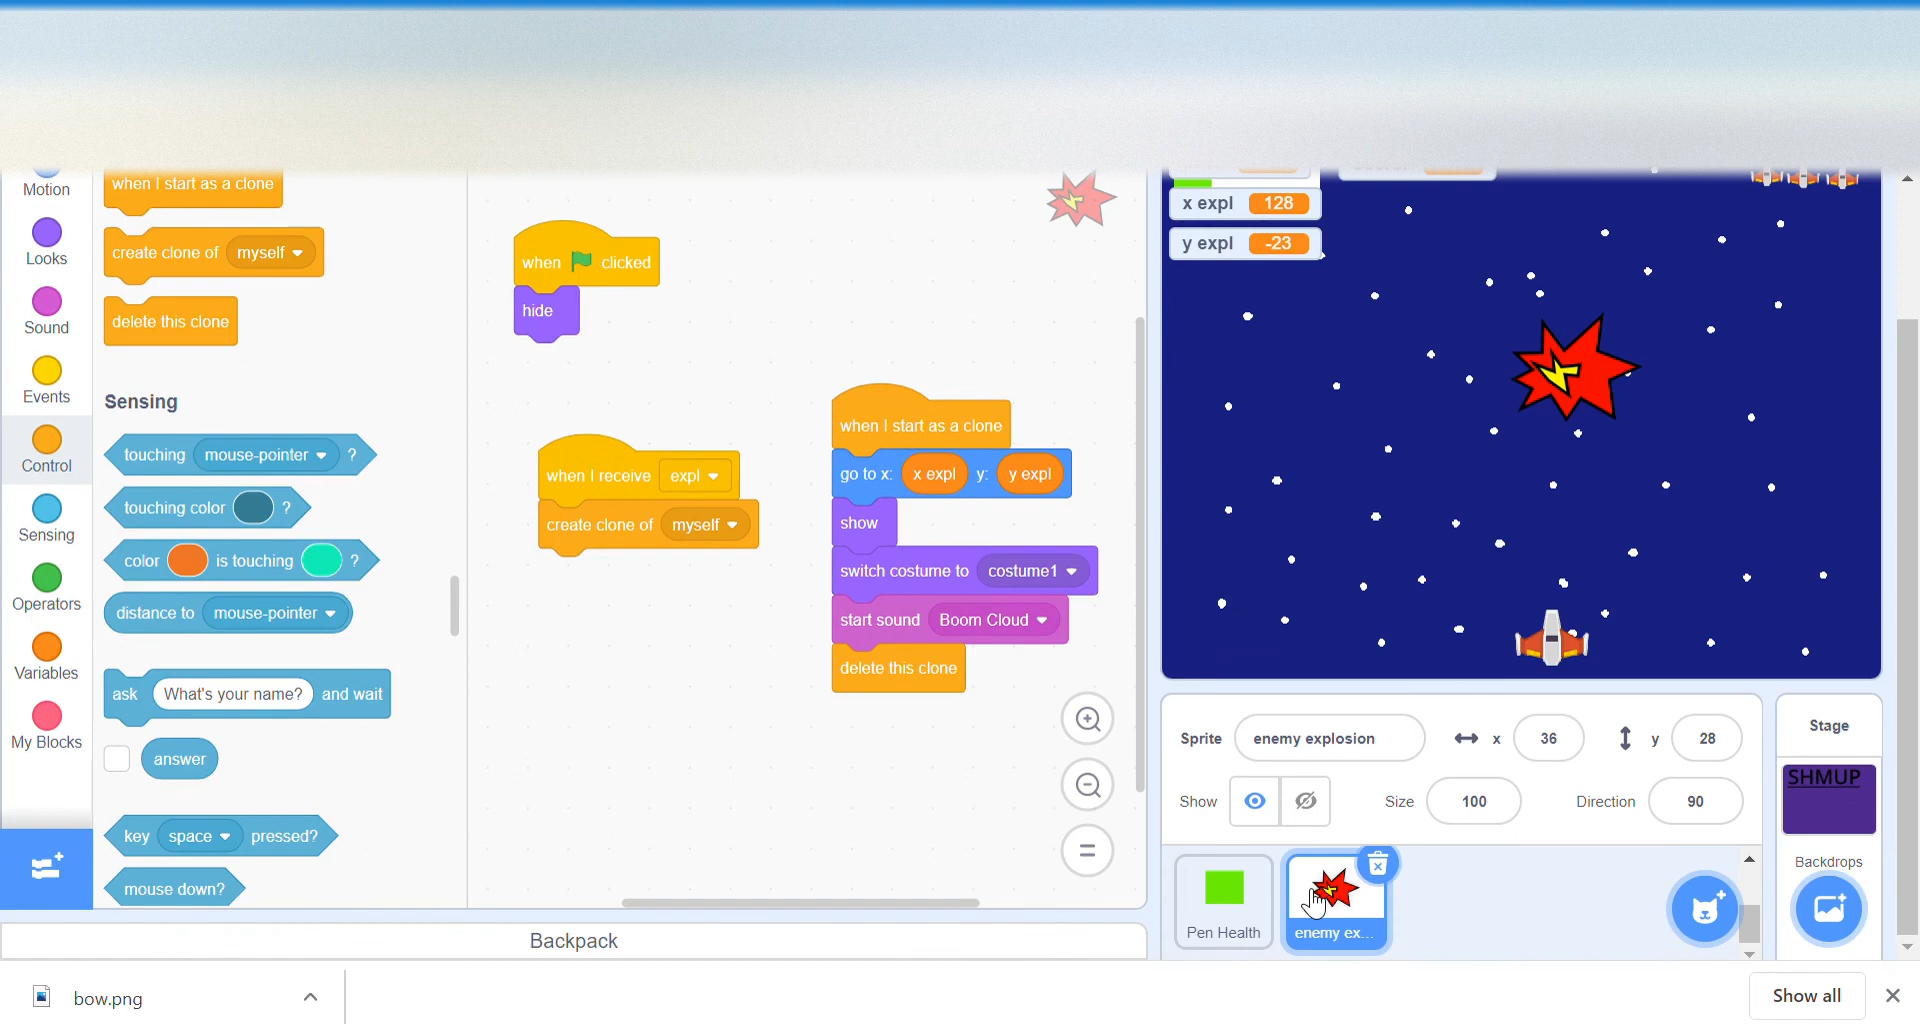 Motion
Looks
Sound
Events
Control
Sensing
Operators
Variables
My Blocks
when I start as a clone
create clone of myself
delete this clone
Sensing
touching mouse-pointer ?
touching color ?
color is touching ?
distance to mouse-pointer
ask What's your name? and wait
answer
key space pressed?
mouse down?
when clicked
hide
when I receive expl
create clone of myself
when I start as a clone
go to x: x expl y: y expl
show
switch costume to costume1
start sound Boom Cloud
delete this clone
x expl 128
y expl -23
Sprite enemy explosion x 36 y 28
Show Size 100 Direction 90
Pen Health
enemy ex...
Stage
SHMUP
Backdrops
Backpack
bow.png
Show all